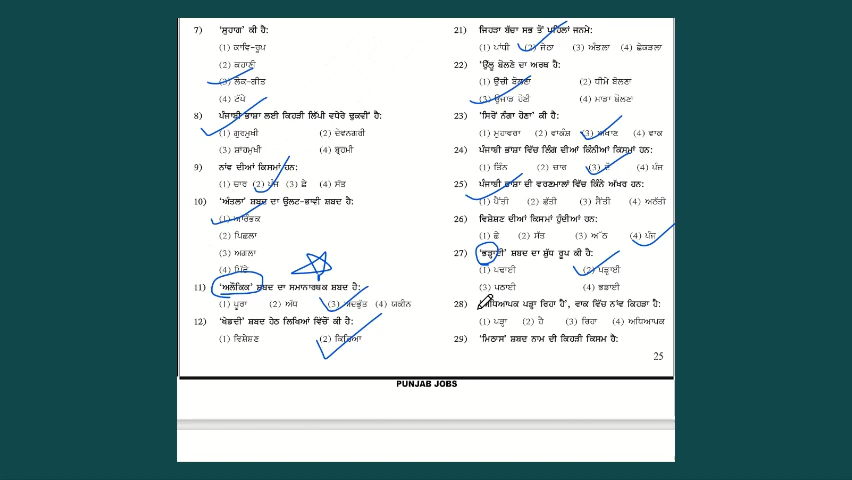 7) 'ਸੁਹਾਗ' ਕੀ ਹੈ:
(1) ਕਾਵਿ-ਰੂਪ
(2) ਕਹਾਣੀ
(3) ਲੋਕ-ਗੀਤ
(4) ਟੱਪੇ
8) ਪੰਜਾਬੀ ਭਾਸ਼ਾ ਲਈ ਕਿਹੜੀ ਲਿੱਪੀ ਵਧੇਰੇ ਢੁਕਵੀਂ ਹੈ:
(1) ਗੁਰਮੁਖੀ (2) ਦੇਵਨਗਰੀ
(3) ਸ਼ਾਹਮੁਖੀ (4) ਬ੍ਰਹਮੀ
9) ਨਾਂਵ ਦੀਆਂ ਕਿਸਮਾਂ ਹਨ:
(1) ਚਾਰ (2) ਪੰਜ (3) ਛੇ (4) ਸੱਤ
10) 'ਅੰਤਲਾ' ਸ਼ਬਦ ਦਾ ਉਲਟ-ਭਾਵੀ ਸ਼ਬਦ ਹੈ:
(1) ਆਰੰਭਕ
(2) ਪਿਛਲਾ
(3) ਅਗਲਾ
(4) ਪਿੱਛੇ
11) 'ਅਲੌਕਿਕ' ਸ਼ਬਦ ਦਾ ਸਮਾਨਾਰਥਕ ਸ਼ਬਦ ਹੈ:
(1) ਪੂਰਾ (2) ਅੰਧ (3) ਅਦਭੁੱਤ (4) ਯਕੀਨ
12) 'ਖੇਡਦੀ' ਸ਼ਬਦ ਹੇਠ ਲਿਖਿਆਂ ਵਿੱਚੋਂ ਕੀ ਹੈ:
(1) ਵਿਸ਼ੇਸ਼ਣ (2) ਕਿਰਿਆ
21) ਜਿਹੜਾ ਬੱਚਾ ਸਭ ਤੋਂ ਪਹਿਲਾਂ ਜਨਮੇ:
(1) ਪਾਂਧੀ (2) ਜੇਠਾ (3) ਅੰਤਲਾ (4) ਛੇਕੜਲਾ
22) 'ਉੱਲੂ ਬੋਲਣੇ ਦਾ ਅਰਥ ਹੈ:
(1) ਉੱਚੀ ਬੋਲਣਾ (2) ਧੀਮੇ ਬੋਲਣਾ
(3) ਉਜਾੜ ਹੋਣੀ (4) ਮਾੜਾ ਬੋਲਣਾ
23) 'ਸਿਰੋਂ ਨੰਗਾ ਹੋਣਾ' ਕੀ ਹੈ:
(1) ਮੁਹਾਵਰਾ (2) ਵਾਕੰਸ਼ (3) ਅਖਾਣ (4) ਵਾਕ
24) ਪੰਜਾਬੀ ਭਾਸ਼ਾ ਵਿੱਚ ਲਿੰਗ ਦੀਆਂ ਕਿੰਨੀਆਂ ਕਿਸਮਾਂ ਹਨ:
(1) ਤਿੰਨ (2) ਚਾਰ (3) ਦੋ (4) ਪੰਜ
25) ਪੰਜਾਬੀ ਭਾਸ਼ਾ ਦੀ ਵਰਣਮਾਲਾ ਵਿੱਚ ਕਿੰਨੇ ਅੱਖਰ ਹਨ:
(1) ਪੈਂਤੀ (2) ਛੱਤੀ (3) ਸੈਂਤੀ (4) ਅਠੱਤੀ
26) ਵਿਸ਼ੇਸ਼ਣ ਦੀਆਂ ਕਿਸਮਾਂ ਹੁੰਦੀਆਂ ਹਨ:
(1) ਛੇ (2) ਸੱਤ (3) ਅੱਠ (4) ਪੰਜ
27) 'ਭੜ੍ਹਾਈ' ਸ਼ਬਦ ਦਾ ਸ਼ੁੱਧ ਰੂਪ ਕੀ ਹੈ:
(1) ਪਢਾਈ (2) ਪੜ੍ਹਾਈ
(3) ਪਠਾਈ (4) ਭਡਾਈ
28) 'ਅਧਿਆਪਕ ਪੜ੍ਹਾ ਰਿਹਾ ਹੈ', ਵਾਕ ਵਿੱਚ ਨਾਂਵ ਕਿਹੜਾ ਹੈ:
(1) ਪੜ੍ਹਾ (2) ਹੈ (3) ਰਿਹਾ (4) ਅਧਿਆਪਕ
29) 'ਮਿਠਾਸ' ਸ਼ਬਦ ਨਾਮ ਦੀ ਕਿਹੜੀ ਕਿਸਮ ਹੈ:
25
PUNJAB JOBS